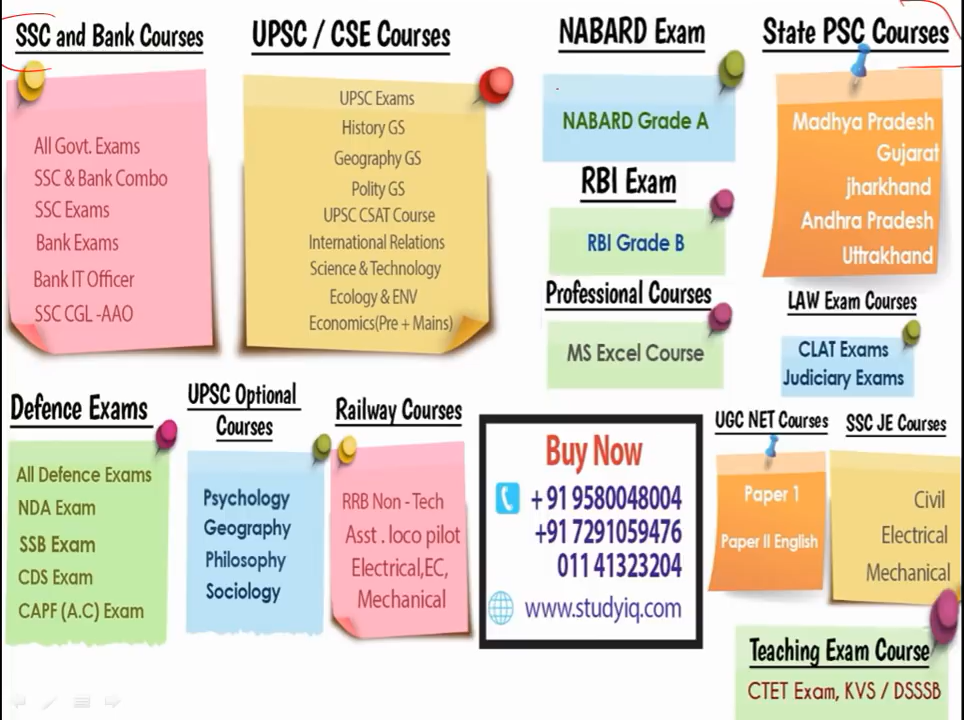 SSC and Bank Courses
All Govt. Exams
SSC & Bank Combo
SSC Exams
Bank Exams
Bank IT Officer
SSC CGL -AAO
UPSC / CSE Courses
UPSC Exams
History GS
Geography GS
Polity GS
UPSC CSAT Course
International Relations
Science & Technology
Ecology & ENV
Economics(Pre + Mains)
NABARD Exam
NABARD Grade A
RBI Exam
RBI Grade B
Professional Courses
MS Excel Course
State PSC Courses
Madhya Pradesh
Gujarat
jharkhand
Andhra Pradesh
Uttrakhand
LAW Exam Courses
CLAT Exams
Judiciary Exams
Defence Exams
All Defence Exams
NDA Exam
SSB Exam
CDS Exam
CAPF (A.C) Exam
UPSC Optional
Courses
Psychology
Geography
Philosophy
Sociology
Railway Courses
RRB Non - Tech
Asst . loco pilot
Electrical,EC,
Mechanical
Buy Now
+ 91 9580048004
+91 7291059476
011 41323204
www.studyiq.com
UGC NET Courses
Paper 1
Paper II English
SSC JE Courses
Civil
Electrical
Mechanical
Teaching Exam Course
CTET Exam, KVS / DSSSB